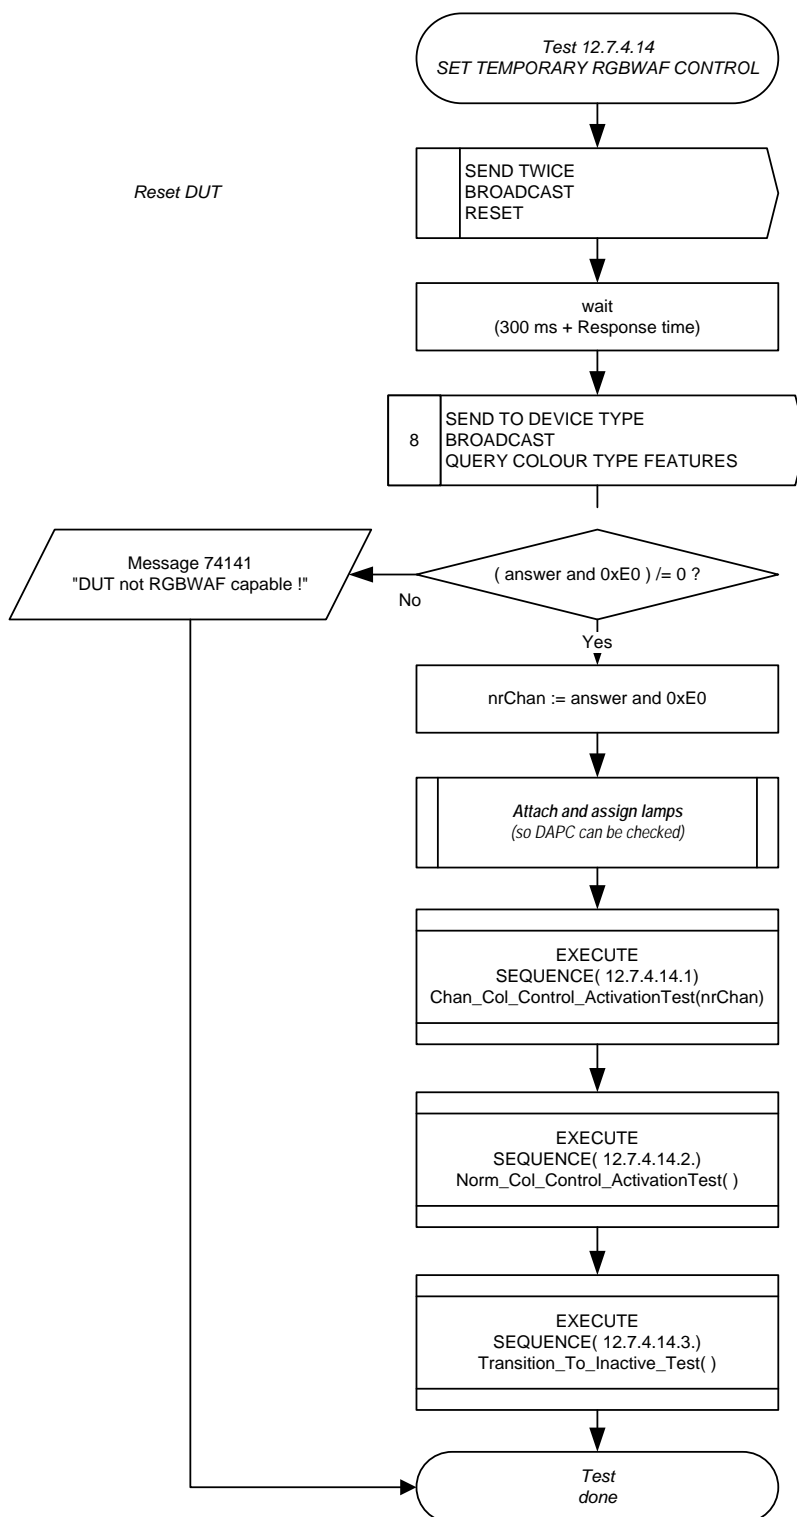 Test 12.7.4.14
SET TEMPORARY RGBWAF CONTROL
Reset DUT
SEND TWICE
BROADCAST
RESET
wait
(300 ms + Response time)
8
SEND TO DEVICE TYPE
BROADCAST
QUERY COLOUR TYPE FEATURES
Message 74141
"DUT not RGBWAF capable !"
( answer and 0xE0 ) /= 0 ?
No
Yes
nrChan := answer and 0xE0
Attach and assign lamps
(so DAPC can be checked)
EXECUTE
SEQUENCE( 12.7.4.14.1)
Chan_Col_Control_ActivationTest(nrChan)
EXECUTE
SEQUENCE( 12.7.4.14.2.)
Norm_Col_Control_ActivationTest( )
EXECUTE
SEQUENCE( 12.7.4.14.3.)
Transition_To_Inactive_Test( )
Test
done